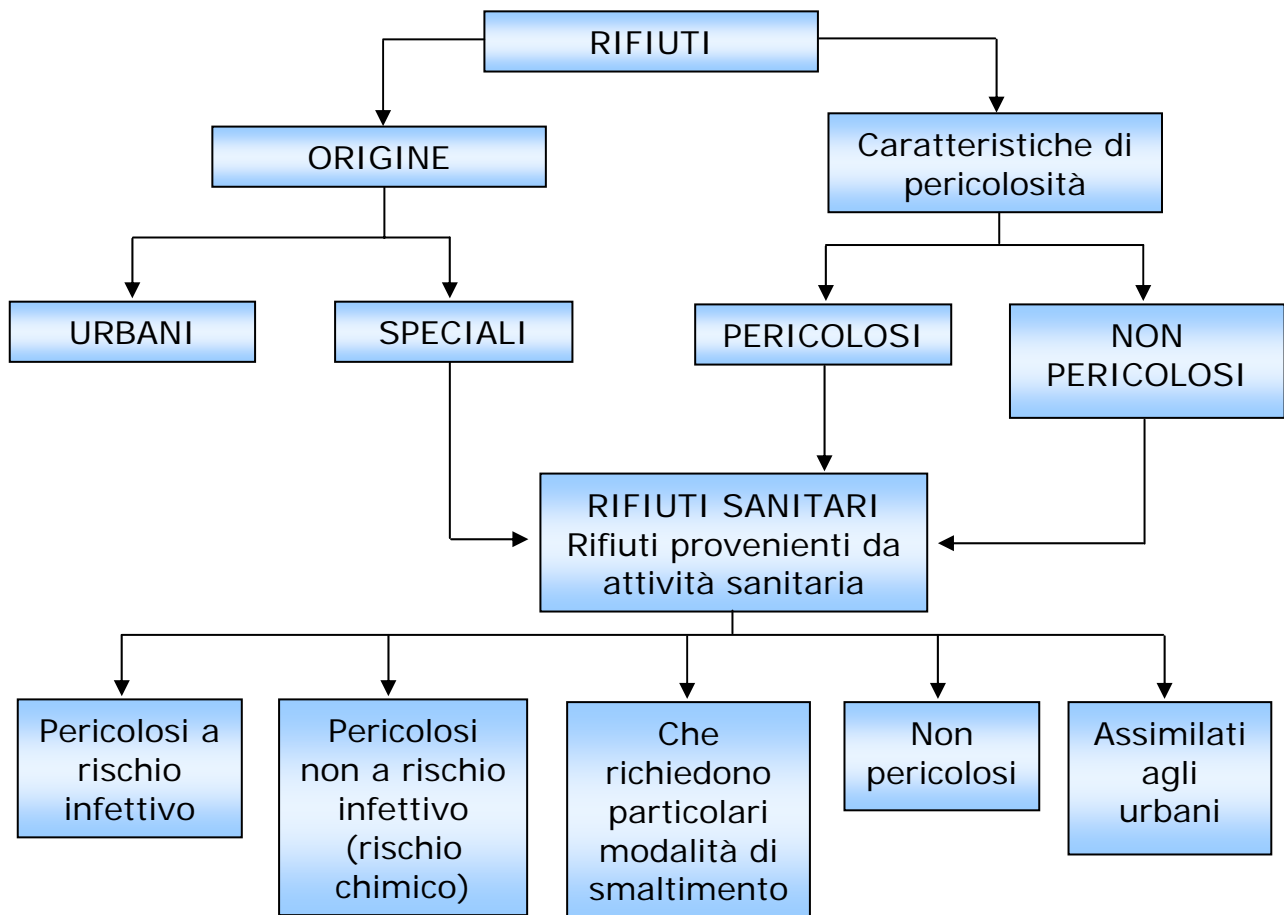 RIFIUTI
ORIGINE
Caratteristiche di
pericolosità
URBANI
SPECIALI
PERICOLOSI
NON
PERICOLOSI
RIFIUTI SANITARI
Rifiuti provenienti da
attività sanitaria
Pericolosi a
rischio
infettivo
Pericolosi
non a rischio
infettivo
(rischio
chimico)
Che
richiedono
particolari
modalità di
smaltimento
Non
pericolosi
Assimilati
agli
urbani